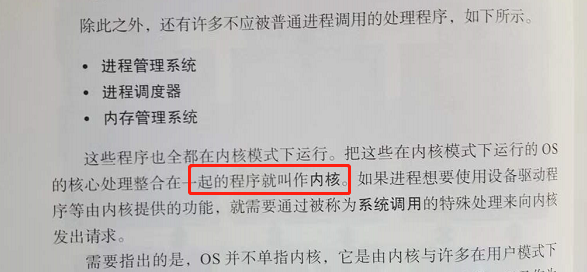 除此之外，还有许多不应被普通进程调用的处理程序，如下所示。
• 进程管理系统
• 进程调度器
• 内存管理系统
这些程序也全都在内核模式下运行。把这些在内核模式下运行的 OS
的核心处理整合在一起的程序就叫作内核。如果进程想要使用设备驱动程
序等由内核提供的功能，就需要通过被称为系统调用的特殊处理来向内核
发出请求。
需要指出的是，OS 并不单指内核，它是由内核与许多在用户模式下